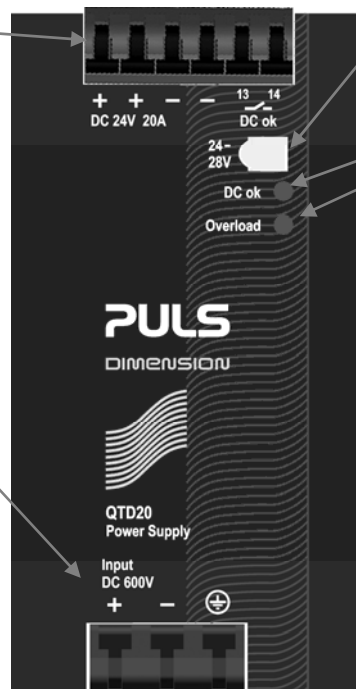 + + − − 13 14
DC 24V 20A DC ok
24–
28V
DC ok
Overload
PULS
DIMENSION
QTD20
Power Supply
Input
DC 600V
+ −